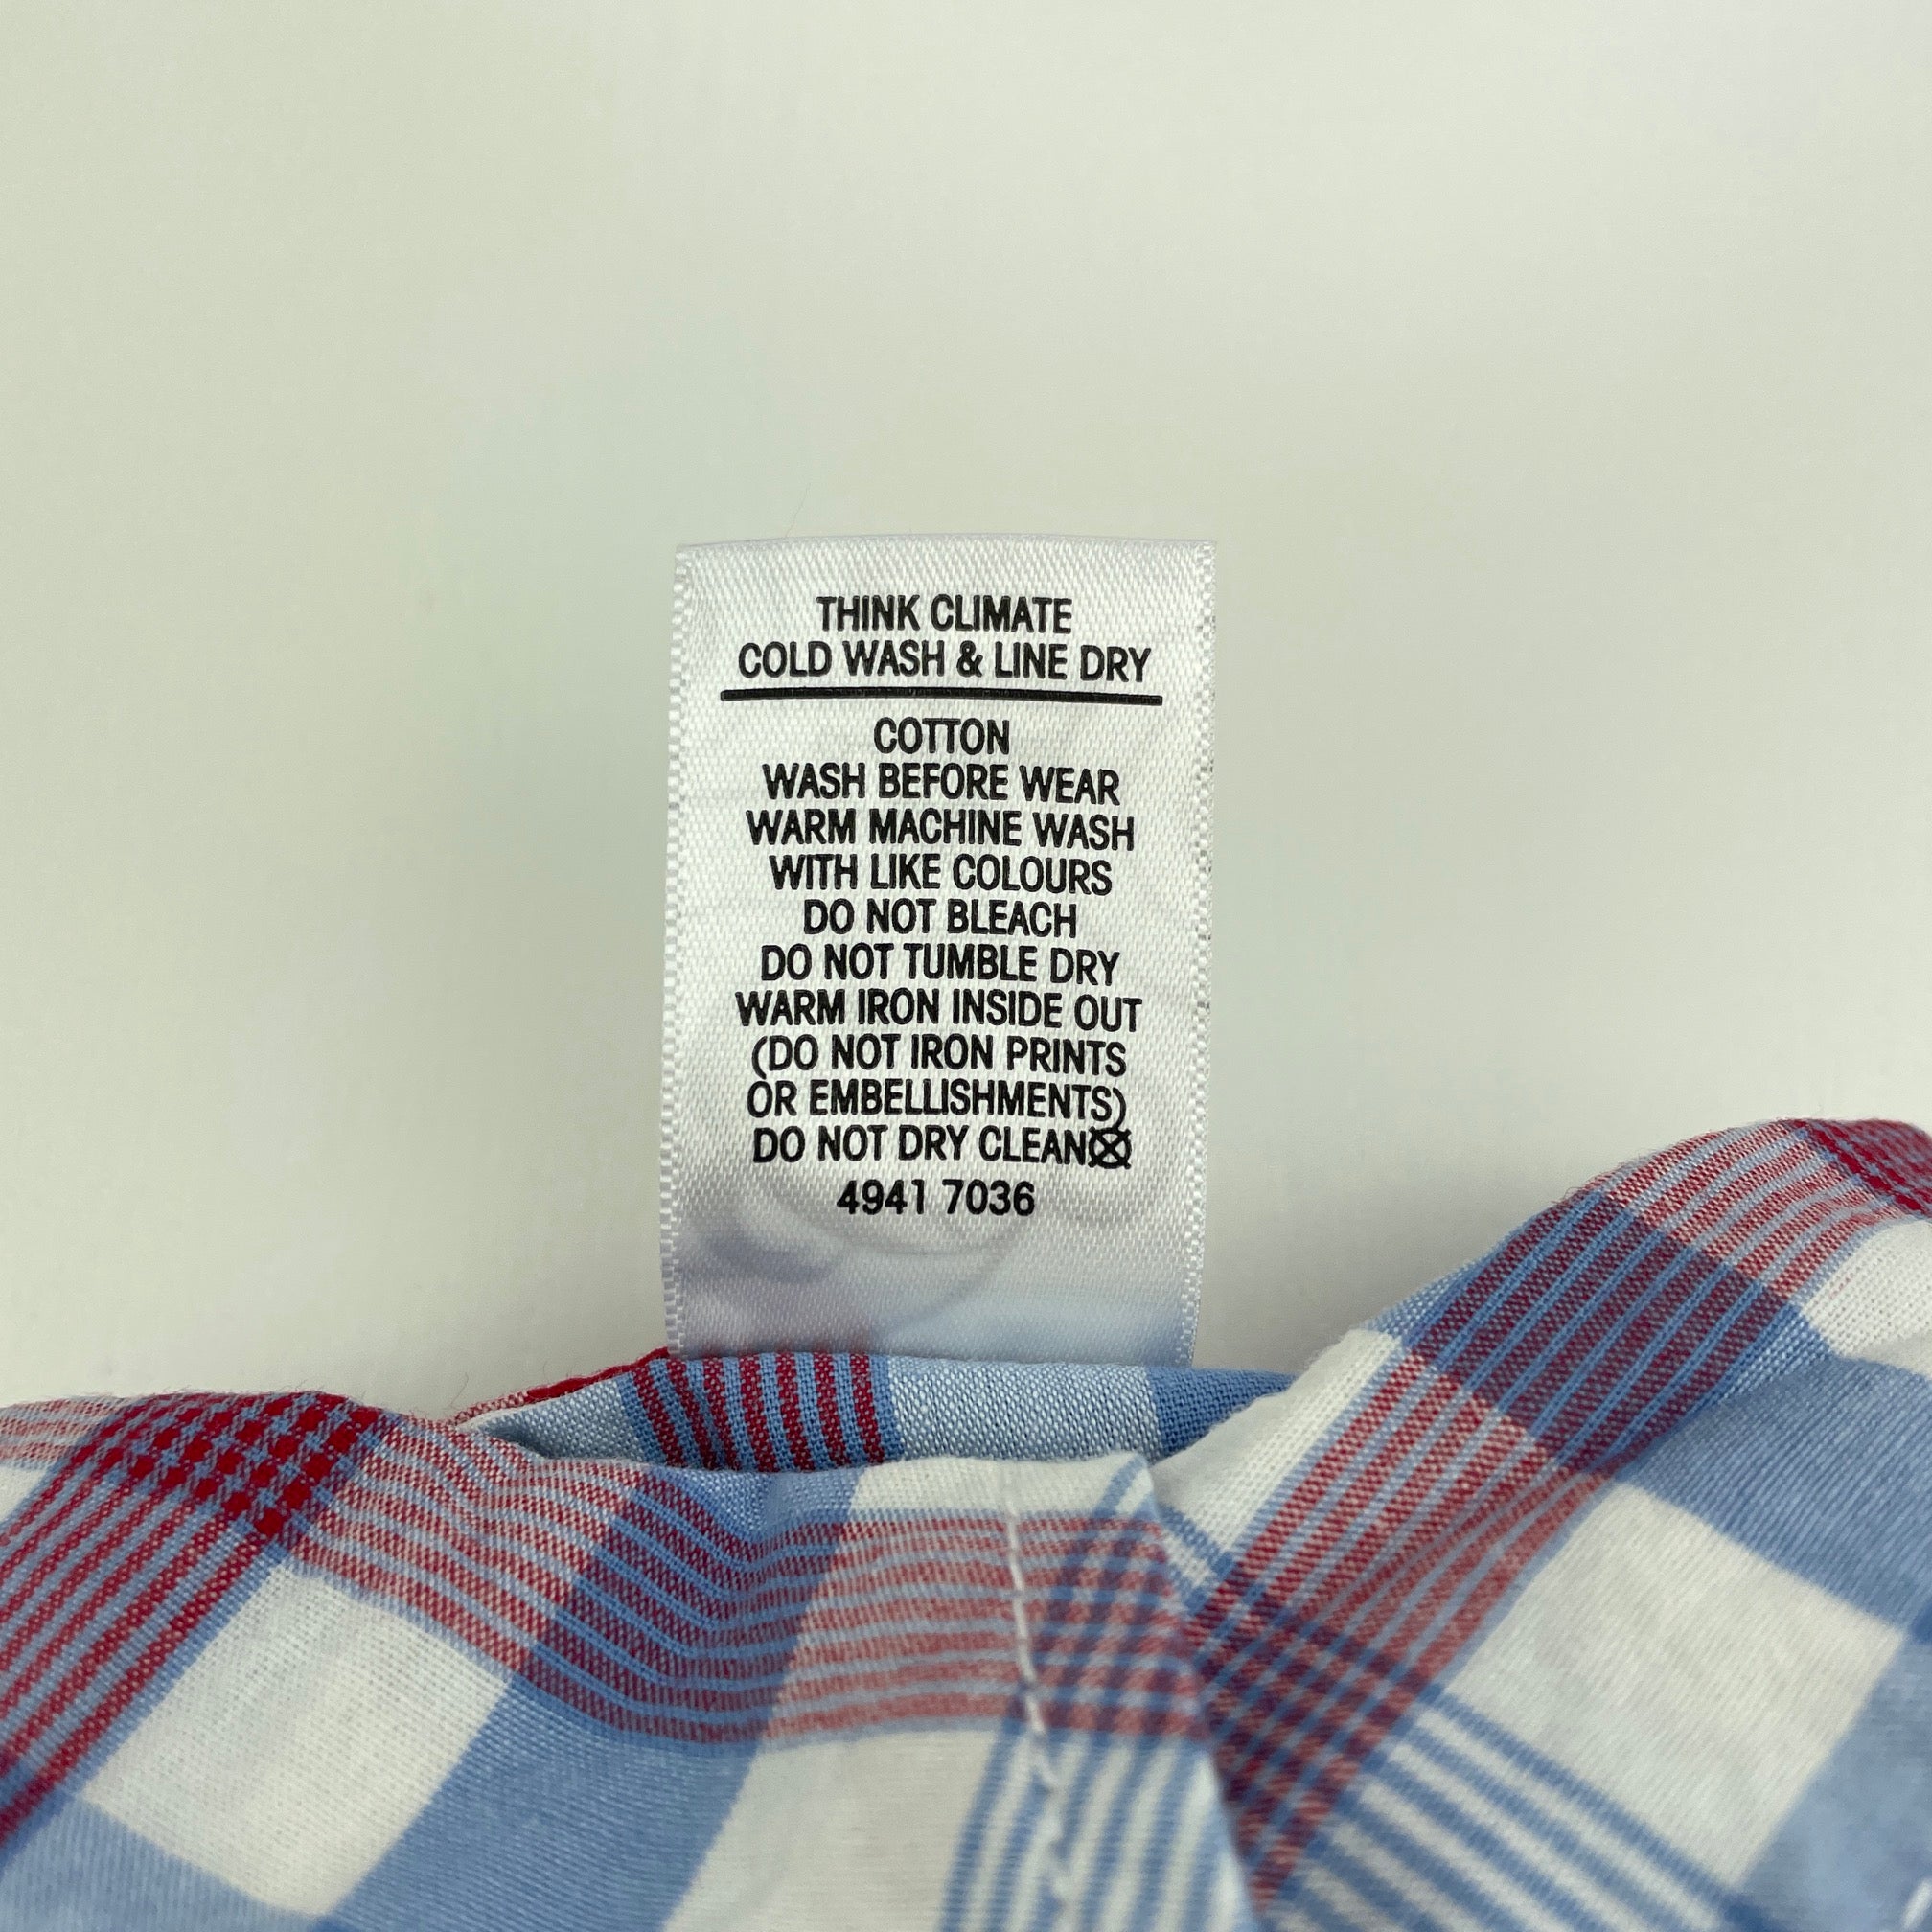 THINK CLIMATE
COLD WASH & LINE DRY
COTTON
WASH BEFORE WEAR
WARM MACHINE WASH
WITH LIKE COLOURS
DO NOT BLEACH
DO NOT TUMBLE DRY
WARM IRON INSIDE OUT
(DO NOT IRON PRINTS
OR EMBELLISHMENTS)
DO NOT DRY CLEAN
4941 7036